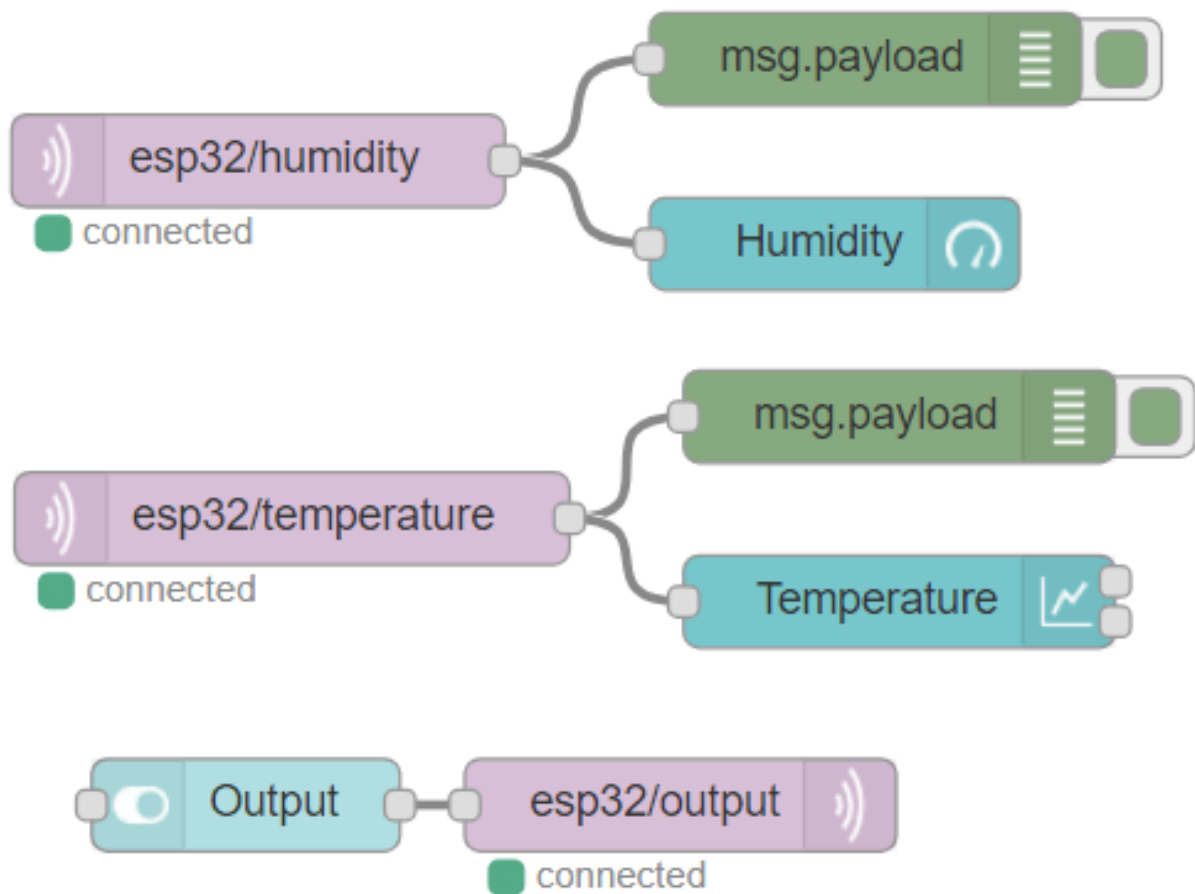 msg.payload
esp32/humidity
connected
Humidity
msg.payload
esp32/temperature
connected
Temperature
Output
esp32/output
connected